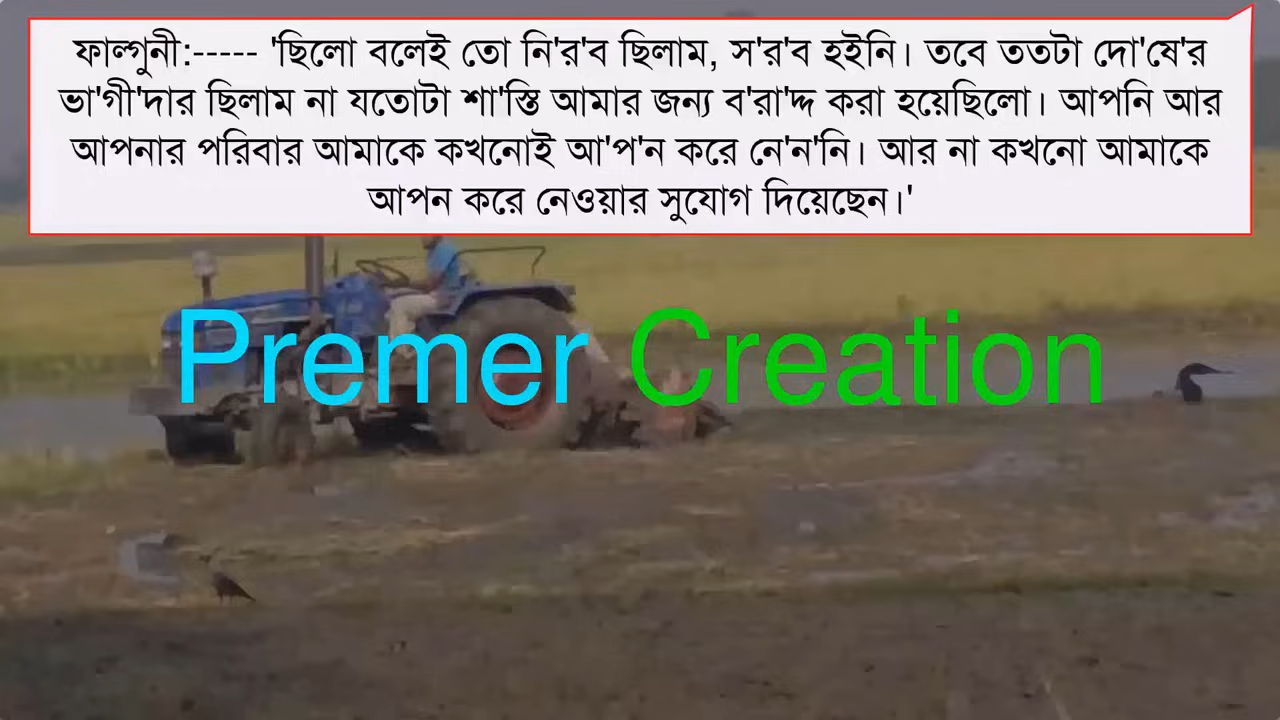 ফাল্গুনী:----- 'ছিলো বলেই তো নি'র'ব ছিলাম, স'র'ব হইনি। তবে ততটা দো'ষে'র
ভা'গী'দার ছিলাম না যতোটা শা'স্তি আমার জন্য ব'রা'দ্দ করা হয়েছিলো। আপনি আর
আপনার পরিবার আমাকে কখনোই আ'প'ন করে নে'ন'নি। আর না কখনো আমাকে
আপন করে নেওয়ার সুযোগ দিয়েছেন।'
Premer Creation